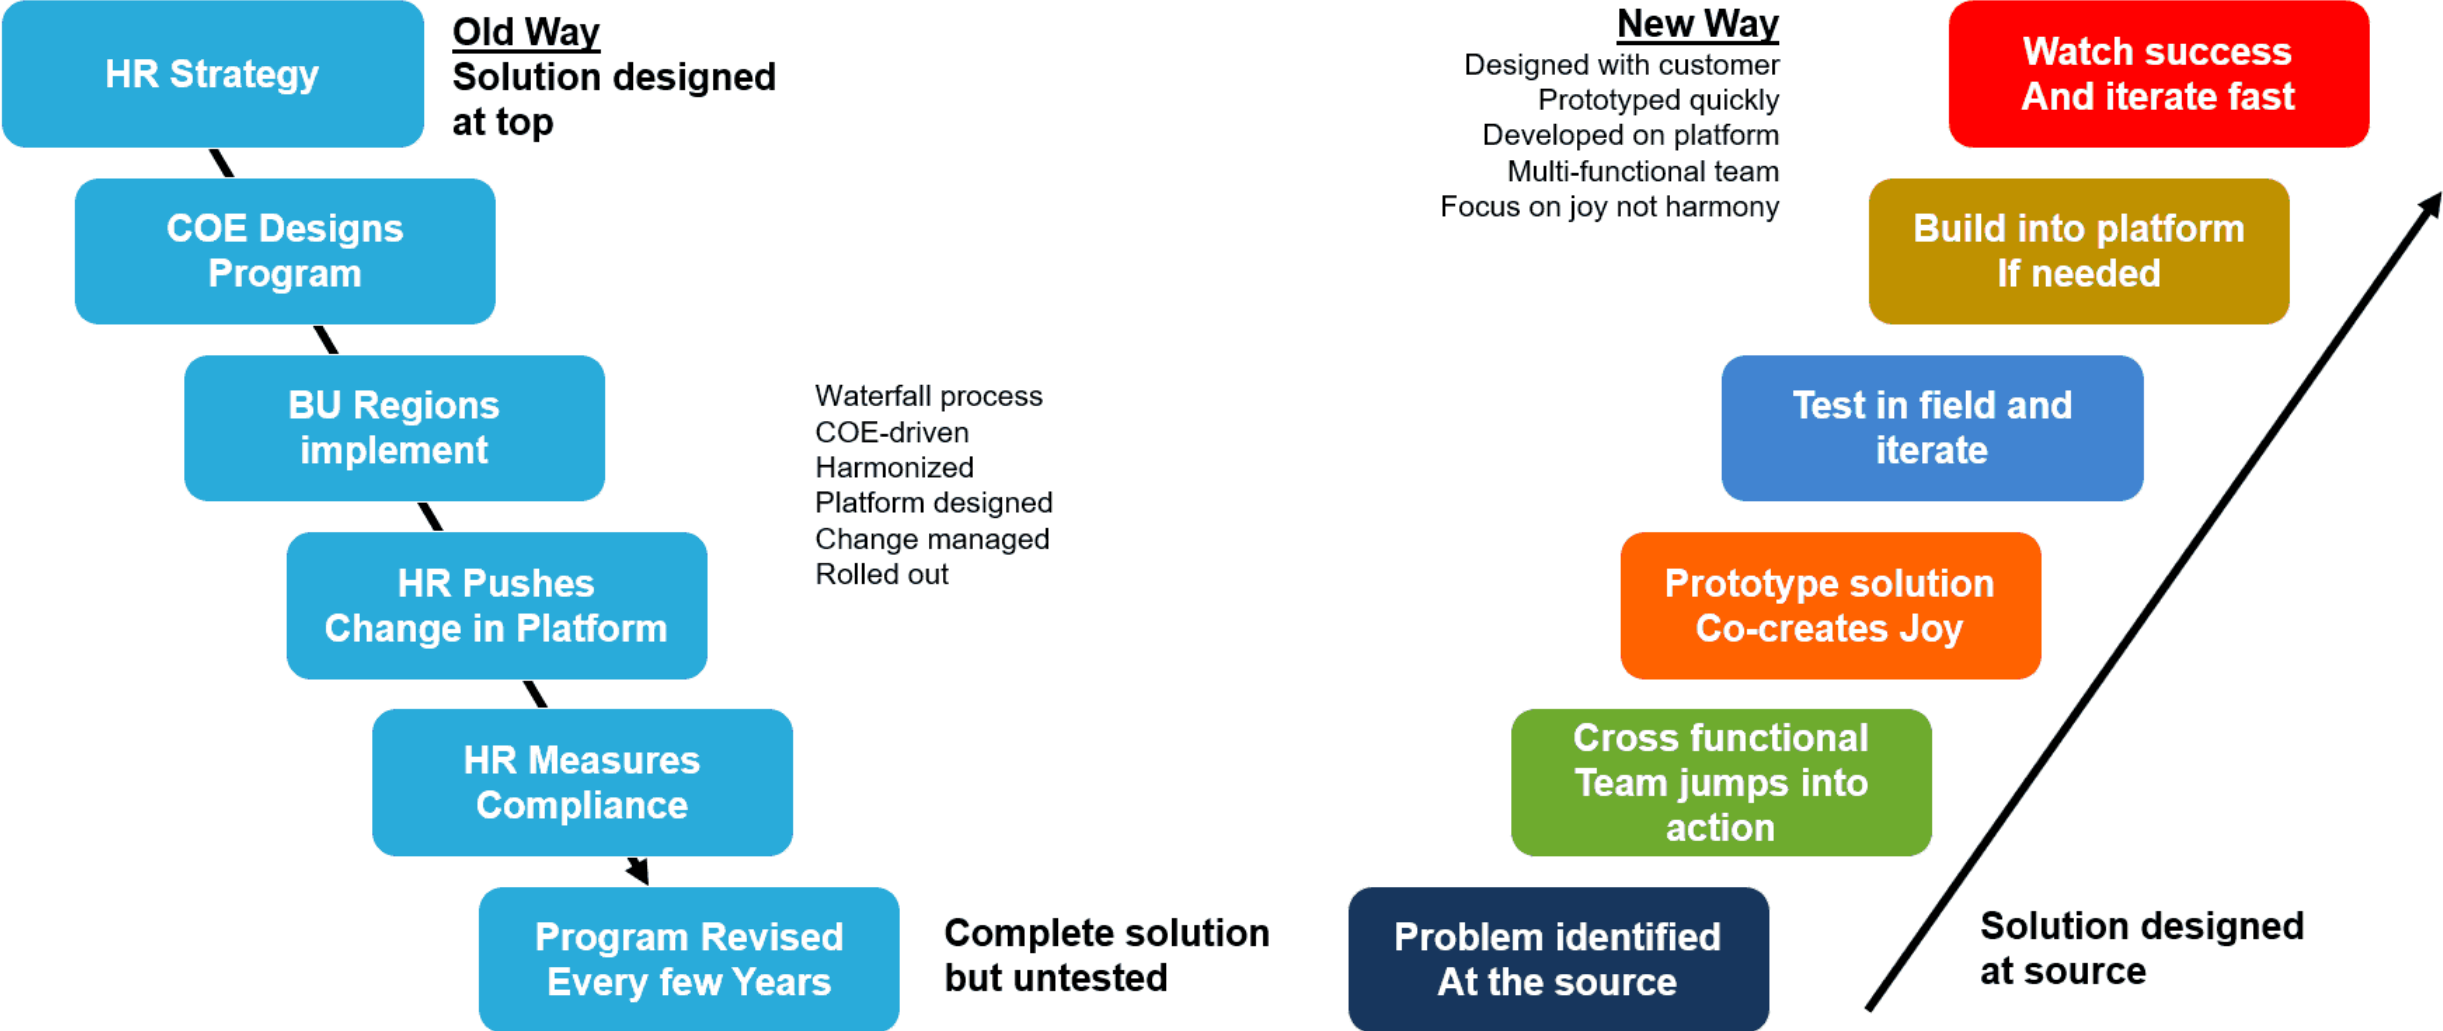 HR Strategy
Old Way
Solution designed
at top
COE Designs
Program
BU Regions
implement
HR Pushes
Change in Platform
HR Measures
Compliance
Program Revised
Every few Years
Waterfall process
COE-driven
Harmonized
Platform designed
Change managed
Rolled out
Complete solution
but untested
New Way
Designed with customer
Prototyped quickly
Developed on platform
Multi-functional team
Focus on joy not harmony
Watch success
And iterate fast
Build into platform
If needed
Test in field and
iterate
Prototype solution
Co-creates Joy
Cross functional
Team jumps into
action
Problem identified
At the source
Solution designed
at source